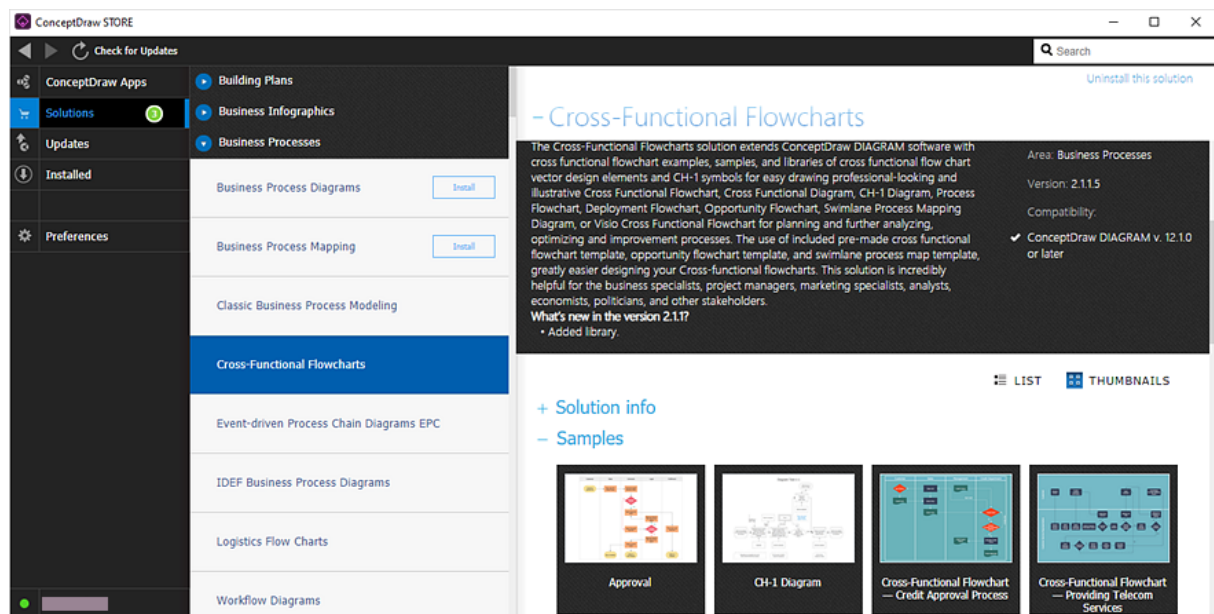 ConceptDraw STORE
Check for Updates
Search
ConceptDraw Apps
Solutions
3
Updates
Installed
Preferences
Building Plans
Business Infographics
Business Processes
Business Process Diagrams
Install
Business Process Mapping
Install
Classic Business Process Modeling
Cross-Functional Flowcharts
Event-driven Process Chain Diagrams EPC
IDEF Business Process Diagrams
Logistics Flow Charts
Workflow Diagrams
Uninstall this solution
– Cross-Functional Flowcharts
The Cross-Functional Flowcharts solution extends ConceptDraw DIAGRAM software with
cross functional flowchart examples, samples, and libraries of cross functional flow chart
vector design elements and CH-1 symbols for easy drawing professional-looking and
illustrative Cross Functional Flowchart, Cross Functional Diagram, CH-1 Diagram, Process
Flowchart, Deployment Flowchart, Opportunity Flowchart, Swimlane Process Mapping
Diagram, or Visio Cross Functional Flowchart for planning and further analyzing,
optimizing and improvement processes. The use of included pre-made cross functional
flowchart template, opportunity flowchart template, and swimlane process map template,
greatly easier designing your Cross-functional flowcharts. This solution is incredibly
helpful for the business specialists, project managers, marketing specialists, analysts,
economists, politicians, and other stakeholders.
What's new in the version 2.1.1?
• Added library.
Area: Business Processes
Version: 2.1.1.5
Compatibility:
ConceptDraw DIAGRAM v. 12.1.0
or later
LIST
THUMBNAILS
+ Solution info
– Samples
Approval
CH-1 Diagram
Cross-Functional Flowchart
— Credit Approval Process
Cross-Functional Flowchart
— Providing Telecom
Services